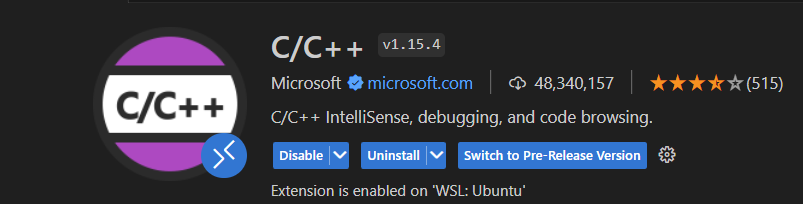 C/C++ v1.15.4
Microsoft microsoft.com 48,340,157 (515)
C/C++
C/C++ IntelliSense, debugging, and code browsing.
Disable Uninstall Switch to Pre-Release Version
Extension is enabled on 'WSL: Ubuntu'